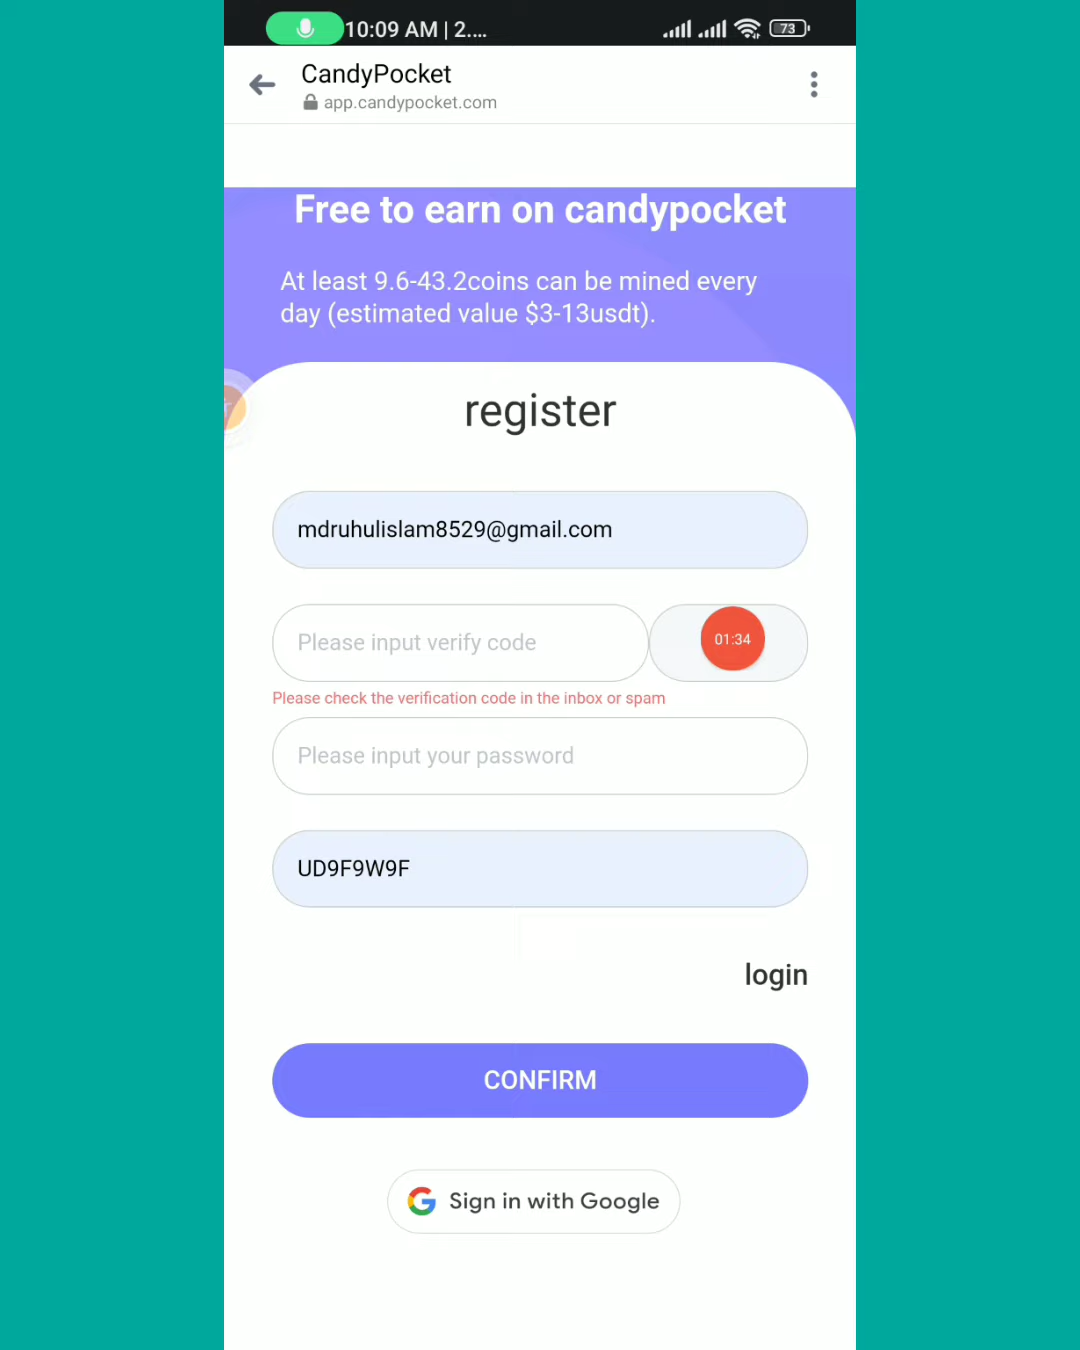 10:09 AM | 2....
73
CandyPocket
app.candypocket.com
Free to earn on candypocket
At least 9.6-43.2coins can be mined every
day (estimated value $3-13usdt).
register
mdruhulislam8529@gmail.com
Please input verify code
01:34
Please check the verification code in the inbox or spam
Please input your password
UD9F9W9F
login
CONFIRM
Sign in with Google